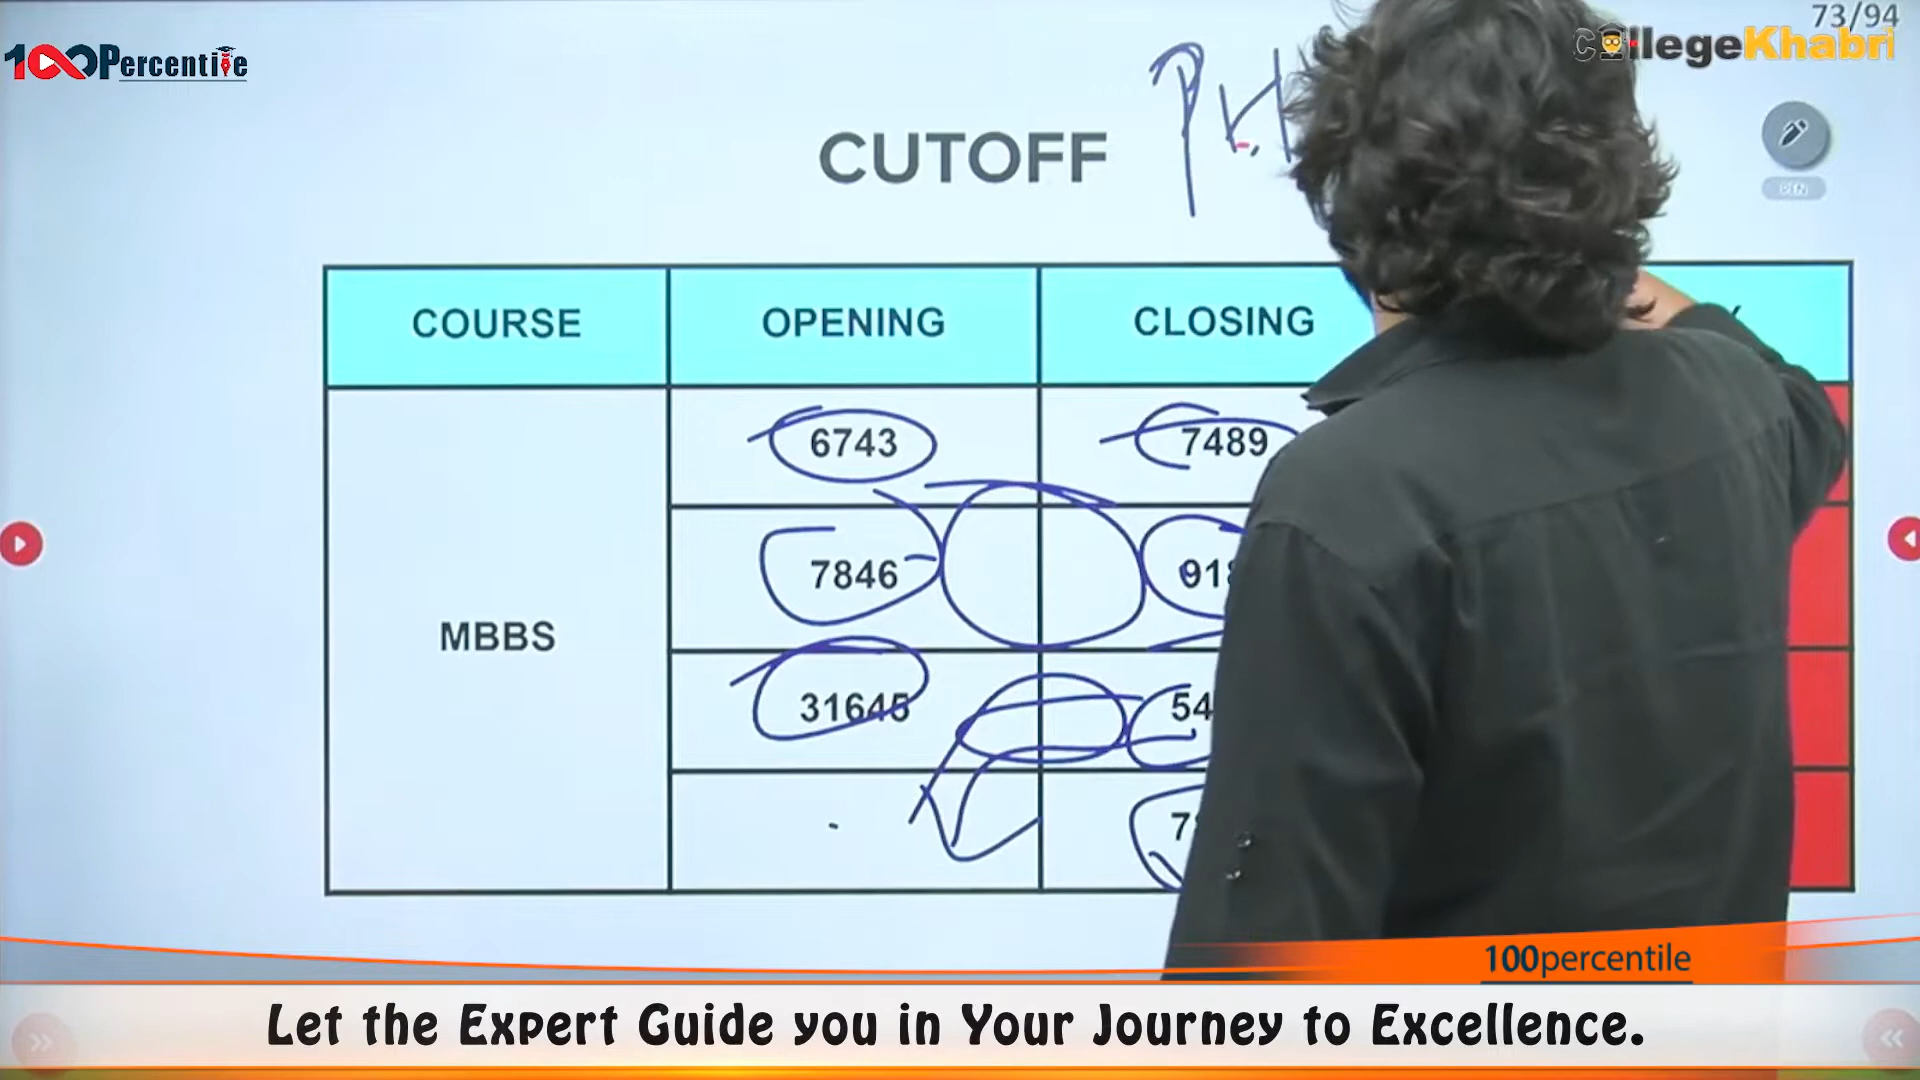 73/94
100Percentile
CollegeKhabri
CUTOFF
PEN
COURSE OPENING CLOSING
6743 7489
7846
MBBS
31645
100percentile
Let the Expert Guide you in Your Journey to Excellence.